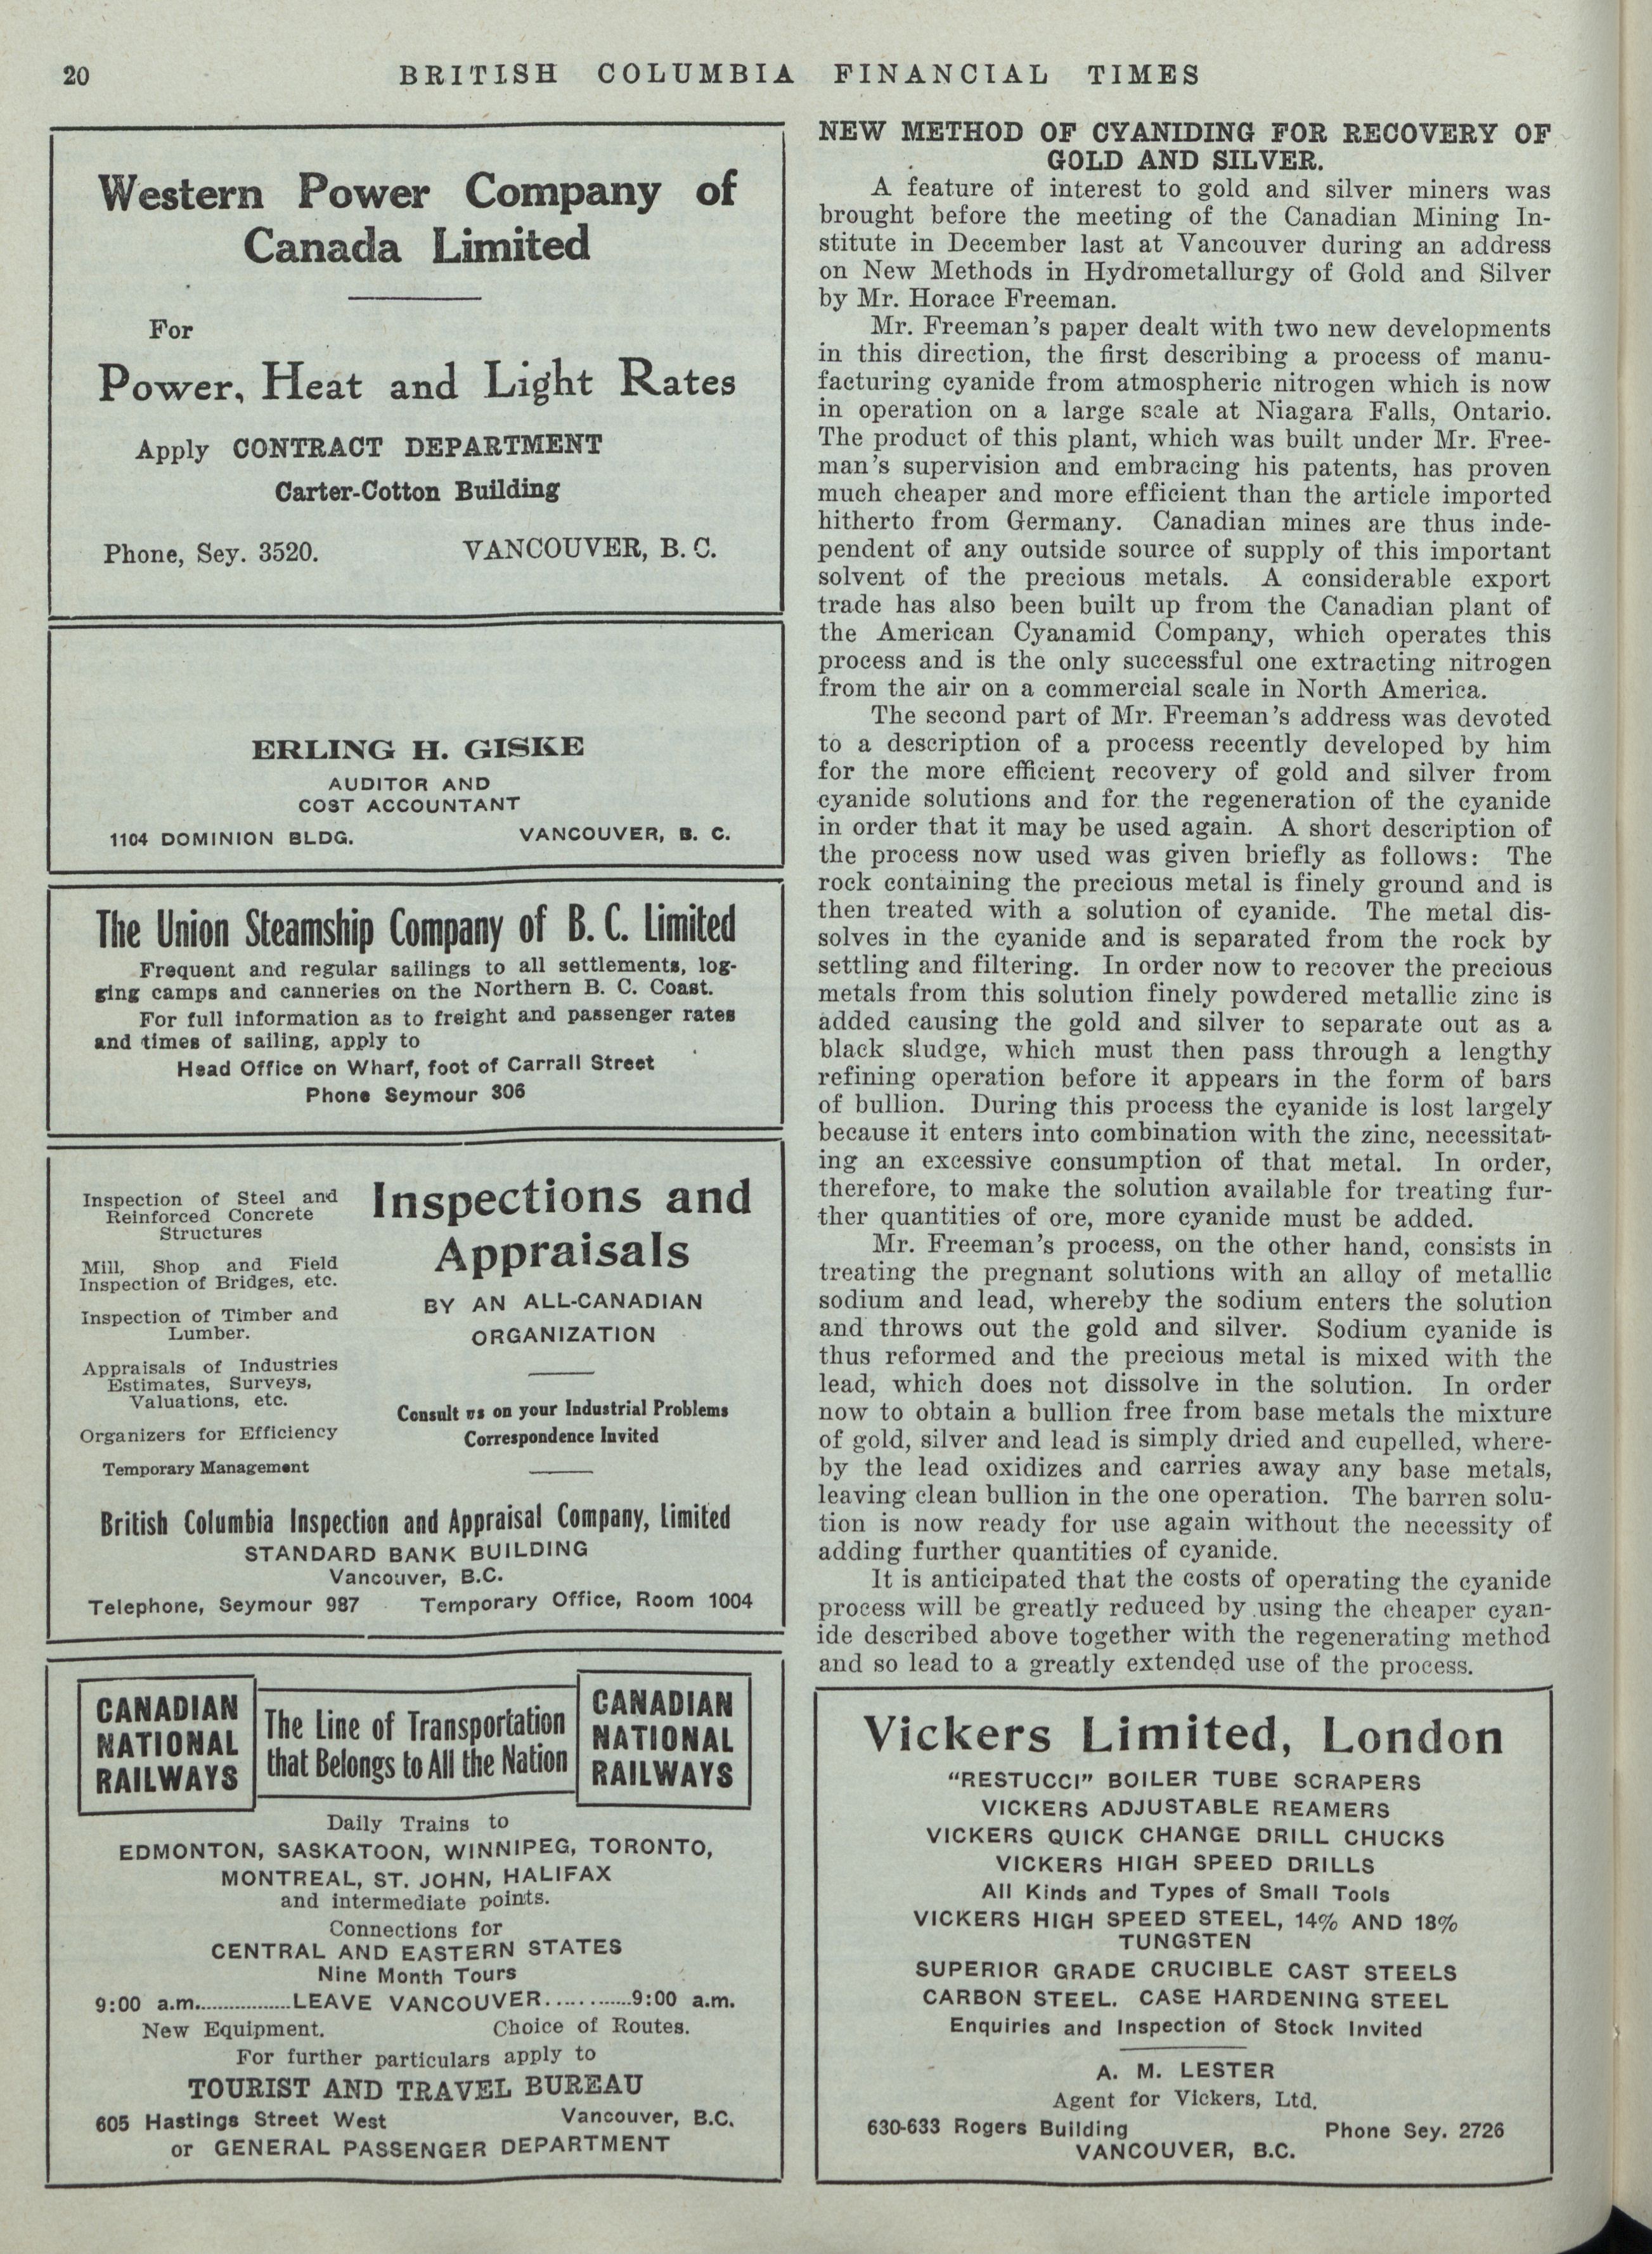 20
BRITISH COLUMBIA FINANCIAL TIMES
Western Power Company of
Canada Limited
For
Power, Heat and Light Rates
Apply CONTRACT DEPARTMENT
Carter-Cotton Building
Phone, Sey. 3520. VANCOUVER, B. C.
ERLING H. GISKE
AUDITOR AND
COST ACCOUNTANT
1104 DOMINION BLDG. VANCOUVER, B. C.
The Union Steamship Company of B. C. Limited
Frequent and regular sailings to all settlements, log-
ging camps and canneries on the Northern B. C. Coast.
For full information as to freight and passenger rates
and times of sailing, apply to
Head Office on Wharf, foot of Carrall Street
Phone Seymour 306
Inspection of Steel and
Reinforced Concrete
Structures
Mill, Shop and Field
Inspection of Bridges, etc.
Inspection of Timber and
Lumber.
Appraisals of Industries
Estimates, Surveys,
Valuations, etc.
Organizers for Efficiency
Temporary Management
Inspections and
Appraisals
BY AN ALL-CANADIAN
ORGANIZATION
Consult us on your Industrial Problems
Correspondence Invited
British Columbia Inspection and Appraisal Company, Limited
STANDARD BANK BUILDING
Vancouver, B.C.
Telephone, Seymour 987 Temporary Office, Room 1004
CANADIAN
NATIONAL
RAILWAYS
The Line of Transportation
that Belongs to All the Nation
CANADIAN
NATIONAL
RAILWAYS
Daily Trains to
EDMONTON, SASKATOON, WINNIPEG, TORONTO,
MONTREAL, ST. JOHN, HALIFAX
and intermediate points.
Connections for
CENTRAL AND EASTERN STATES
Nine Month Tours
9:00 a.m.................LEAVE VANCOUVER...............9:00 a.m.
New Equipment. Choice of Routes.
For further particulars apply to
TOURIST AND TRAVEL BUREAU
605 Hastings Street West Vancouver, B.C.
or GENERAL PASSENGER DEPARTMENT
NEW METHOD OF CYANIDING FOR RECOVERY OF
GOLD AND SILVER.
A feature of interest to gold and silver miners was
brought before the meeting of the Canadian Mining In-
stitute in December last at Vancouver during an address
on New Methods in Hydrometallurgy of Gold and Silver
by Mr. Horace Freeman.
Mr. Freeman's paper dealt with two new developments
in this direction, the first describing a process of manu-
facturing cyanide from atmospheric nitrogen which is now
in operation on a large scale at Niagara Falls, Ontario.
The product of this plant, which was built under Mr. Free-
man's supervision and embracing his patents, has proven
much cheaper and more efficient than the article imported
hitherto from Germany. Canadian mines are thus inde-
pendent of any outside source of supply of this important
solvent of the precious metals. A considerable export
trade has also been built up from the Canadian plant of
the American Cyanamid Company, which operates this
process and is the only successful one extracting nitrogen
from the air on a commercial scale in North America.
The second part of Mr. Freeman's address was devoted
to a description of a process recently developed by him
for the more efficient recovery of gold and silver from
cyanide solutions and for the regeneration of the cyanide
in order that it may be used again. A short description of
the process now used was given briefly as follows: The
rock containing the precious metal is finely ground and is
then treated with a solution of cyanide. The metal dis-
solves in the cyanide and is separated from the rock by
settling and filtering. In order now to recover the precious
metals from this solution finely powdered metallic zinc is
added causing the gold and silver to separate out as a
black sludge, which must then pass through a lengthy
refining operation before it appears in the form of bars
of bullion. During this process the cyanide is lost largely
because it enters into combination with the zinc, necessitat-
ing an excessive consumption of that metal. In order,
therefore, to make the solution available for treating fur-
ther quantities of ore, more cyanide must be added.
Mr. Freeman's process, on the other hand, consists in
treating the pregnant solutions with an alloy of metallic
sodium and lead, whereby the sodium enters the solution
and throws out the gold and silver. Sodium cyanide is
thus reformed and the precious metal is mixed with the
lead, which does not dissolve in the solution. In order
now to obtain a bullion free from base metals the mixture
of gold, silver and lead is simply dried and cupelled, where-
by the lead oxidizes and carries away any base metals,
leaving clean bullion in the one operation. The barren solu-
tion is now ready for use again without the necessity of
adding further quantities of cyanide.
It is anticipated that the costs of operating the cyanide
process will be greatly reduced by using the cheaper cyan-
ide described above together with the regenerating method
and so lead to a greatly extended use of the process.
Vickers Limited, London
"RESTUCCI" BOILER TUBE SCRAPERS
VICKERS ADJUSTABLE REAMERS
VICKERS QUICK CHANGE DRILL CHUCKS
VICKERS HIGH SPEED DRILLS
All Kinds and Types of Small Tools
VICKERS HIGH SPEED STEEL, 14% AND 18%
TUNGSTEN
SUPERIOR GRADE CRUCIBLE CAST STEELS
CARBON STEEL. CASE HARDENING STEEL
Enquiries and Inspection of Stock Invited
A. M. LESTER
Agent for Vickers, Ltd.
630-633 Rogers Building Phone Sey. 2726
VANCOUVER, B.C.